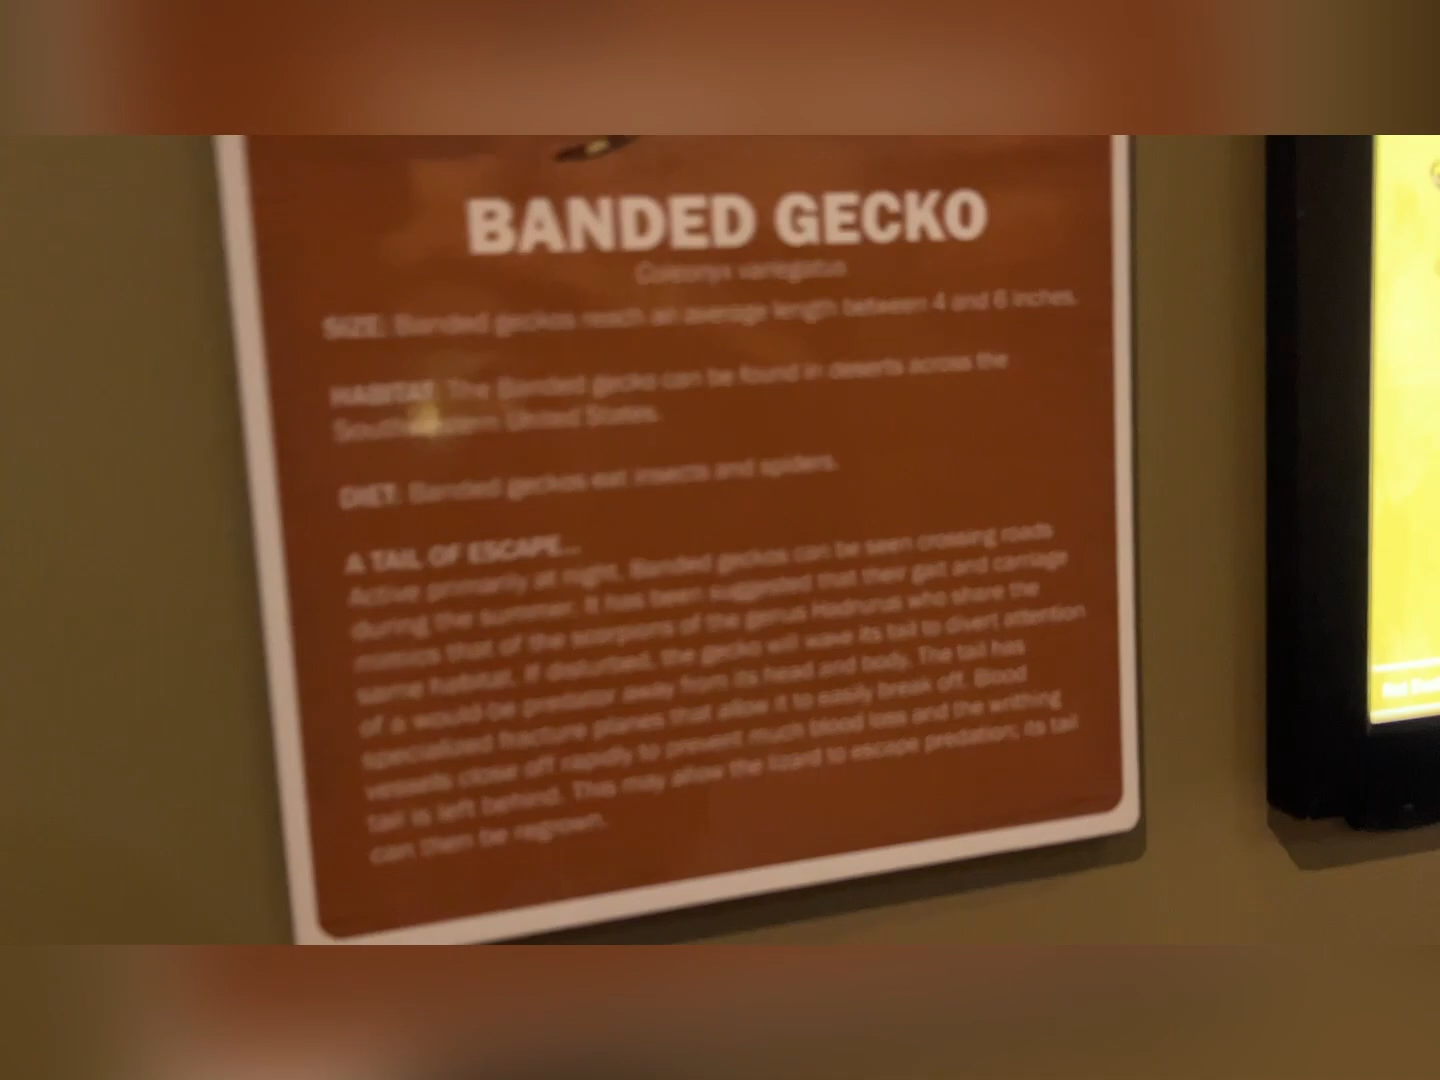 BANDED GECKO
Coleonyx variegatus
SIZE: Banded geckos reach an average length between 4 and 6 inches.
HABITAT: The Banded gecko can be found in deserts across the
Southwestern United States.
DIET: Banded geckos eat insects and spiders.
A TAIL OF ESCAPE...
Active primarily at night, Banded geckos can be seen crossing roads
during the summer. It has been suggested that their gait and carriage
mimics that of the scorpions of the genus Hadrurus who share the
same habitat. If disturbed, the gecko will wave its tail to divert attention
of a would-be predator away from its head and body. The tail has
specialized fracture planes that allow it to easily break off. Blood
vessels close off rapidly to prevent much blood loss and the writhing
tail is left behind. This may allow the lizard to escape predation; its tail
can then be regrown.